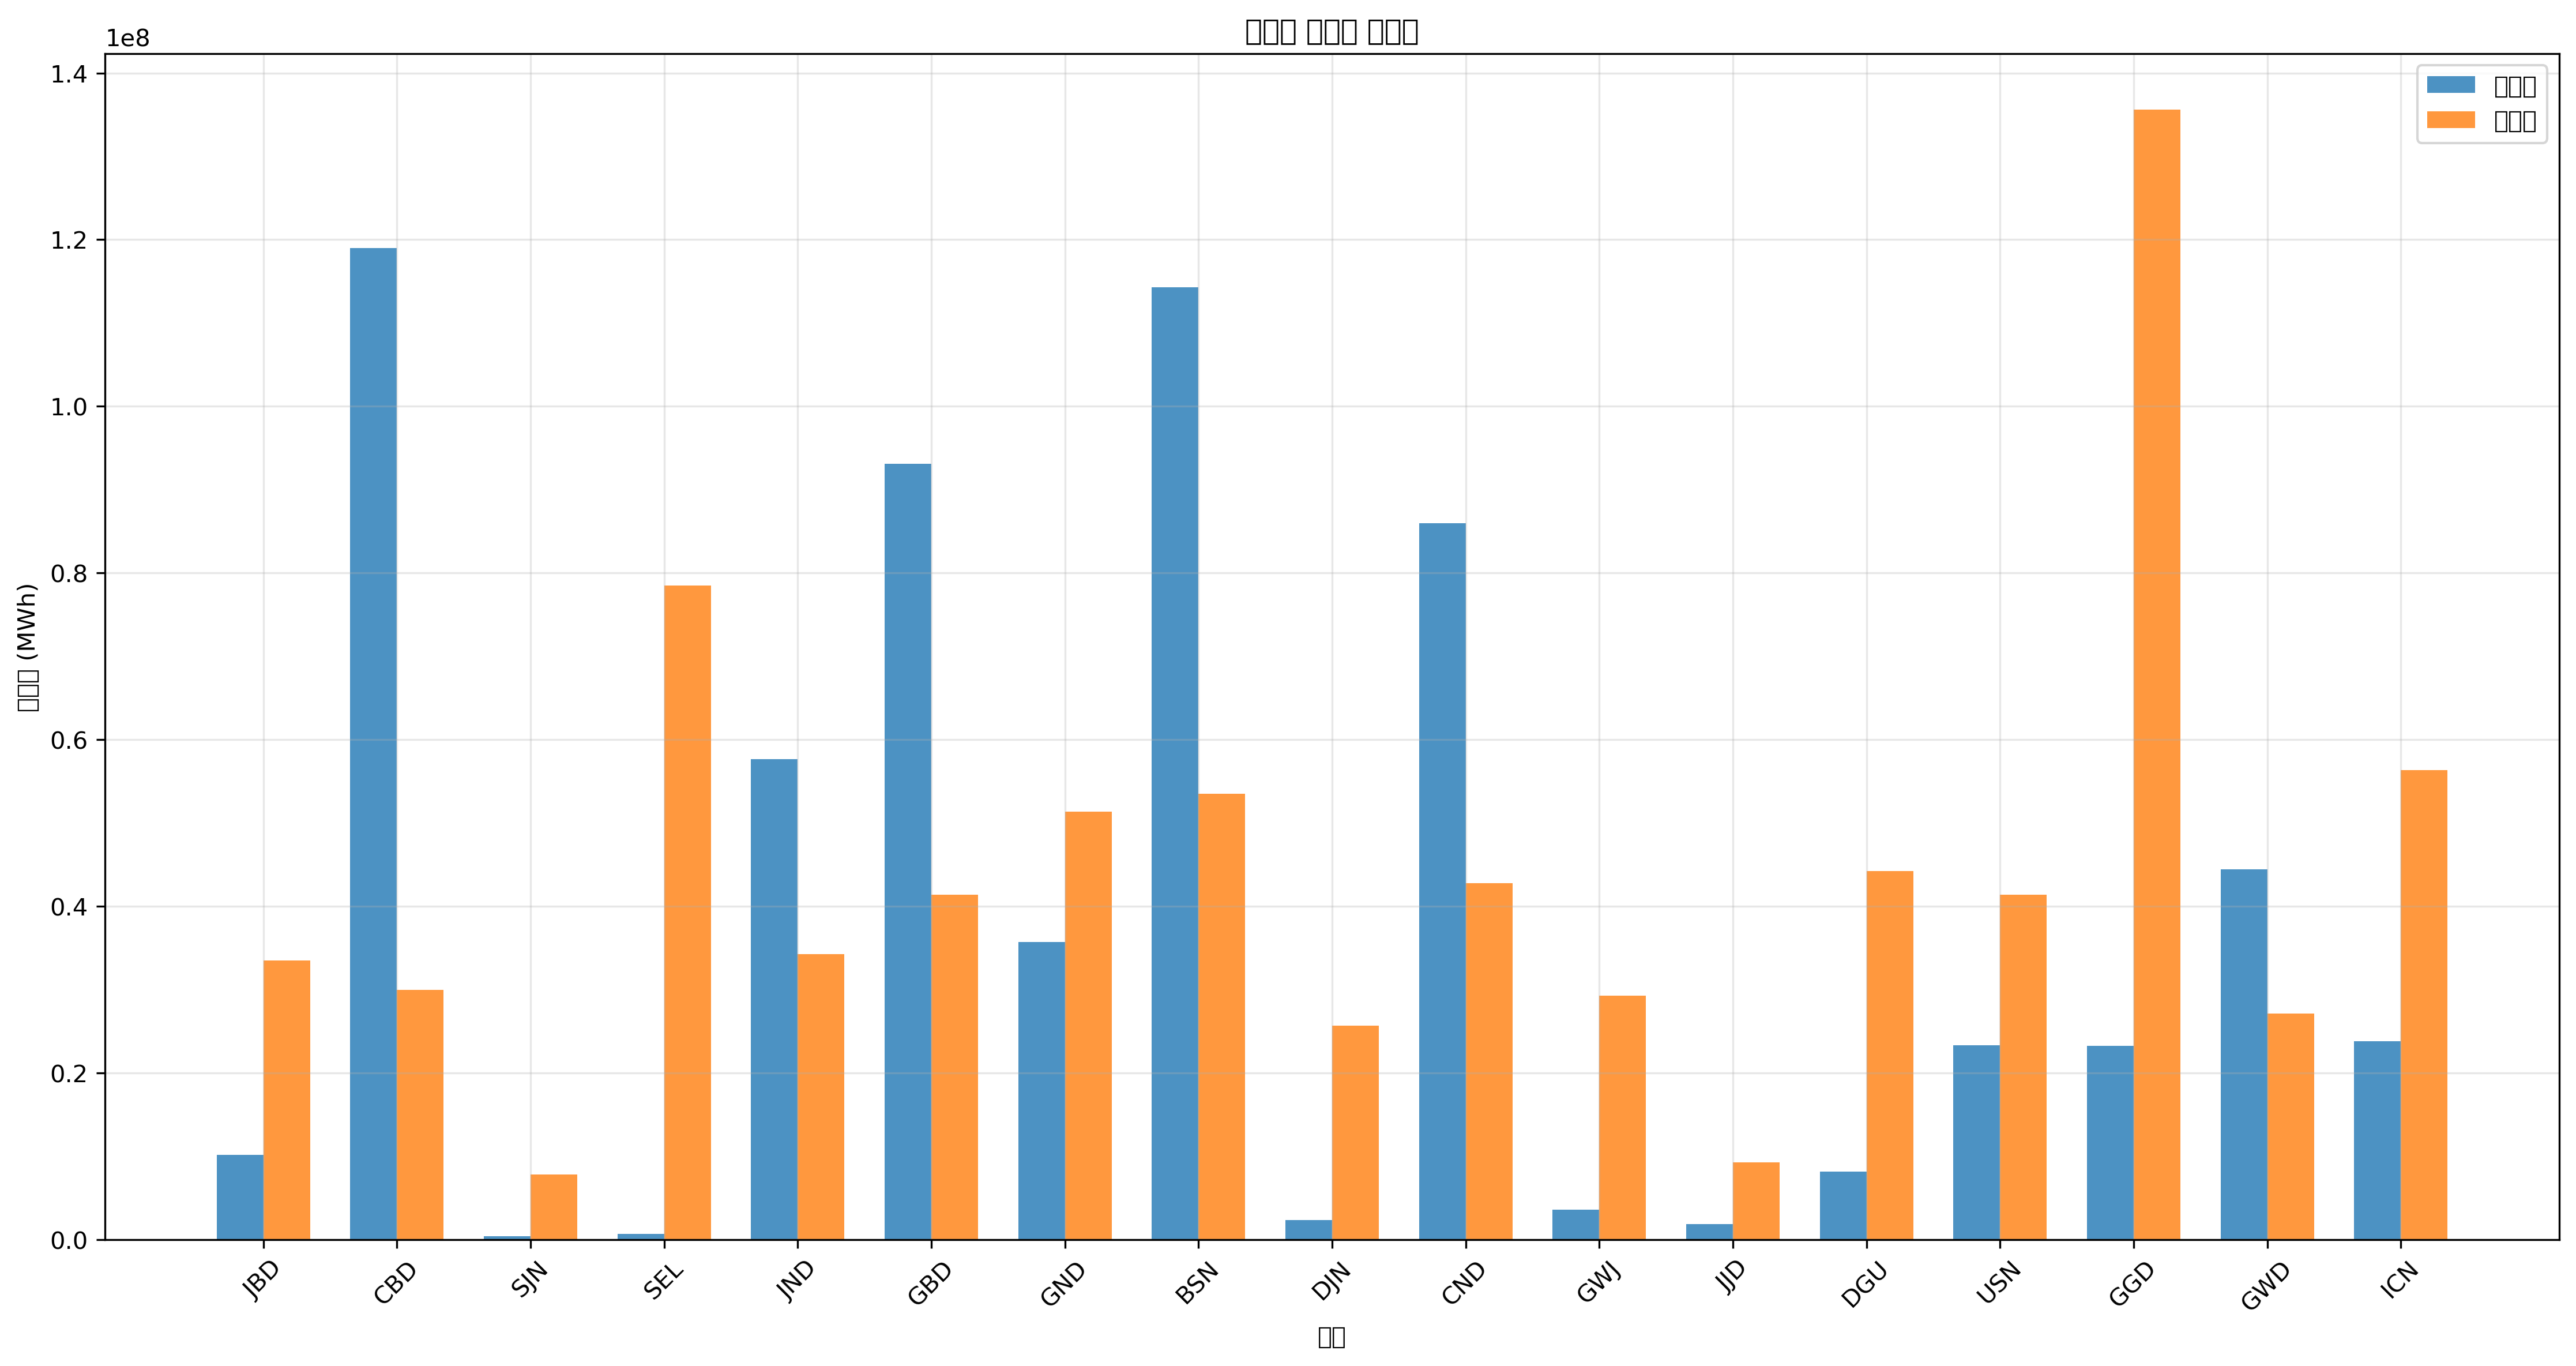 1e8
(MWh)
1.4
1.2
1.0
0.8
0.6
0.4
0.2
0.0
JBD
CBD
SJN
SEL
JND
GBD
GND
BSN
DJN
CND
GWJ
JJD
DGU
USN
GGD
GWD
ICN